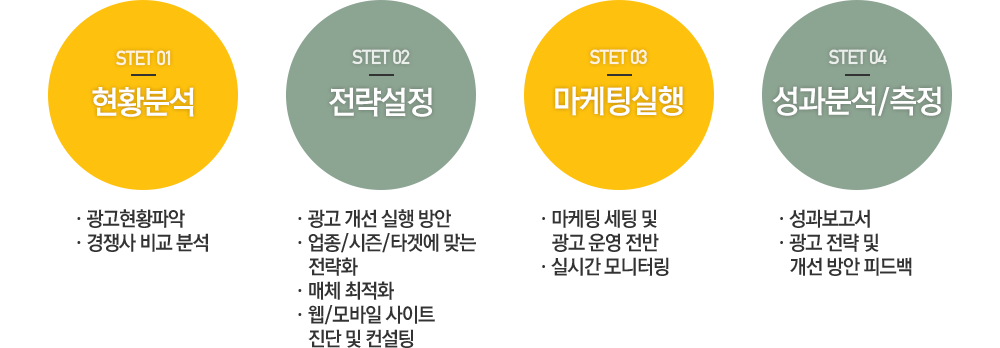 STET 01
현황분석
· 광고현황파악
· 경쟁사 비교 분석
STET 02
전략설정
· 광고 개선 실행 방안
· 업종/시즌/타겟에 맞는
전략화
· 매체 최적화
· 웹/모바일 사이트
진단 및 컨설팅
STET 03
마케팅실행
· 마케팅 세팅 및
광고 운영 전반
· 실시간 모니터링
STET 04
성과분석/측정
· 성과보고서
· 광고 전략 및
개선 방안 피드백